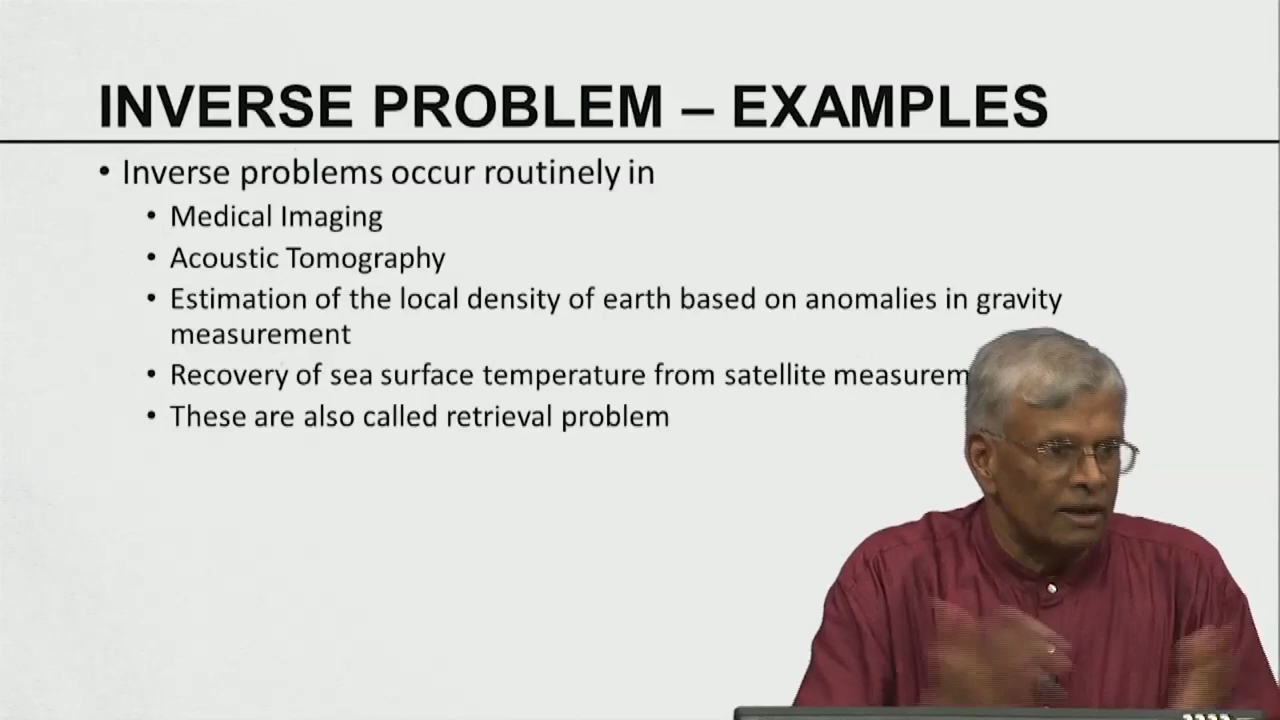 INVERSE PROBLEM – EXAMPLES
• Inverse problems occur routinely in
• Medical Imaging
• Acoustic Tomography
• Estimation of the local density of earth based on anomalies in gravity
measurement
• Recovery of sea surface temperature from satellite
• These are also called retrieval problem